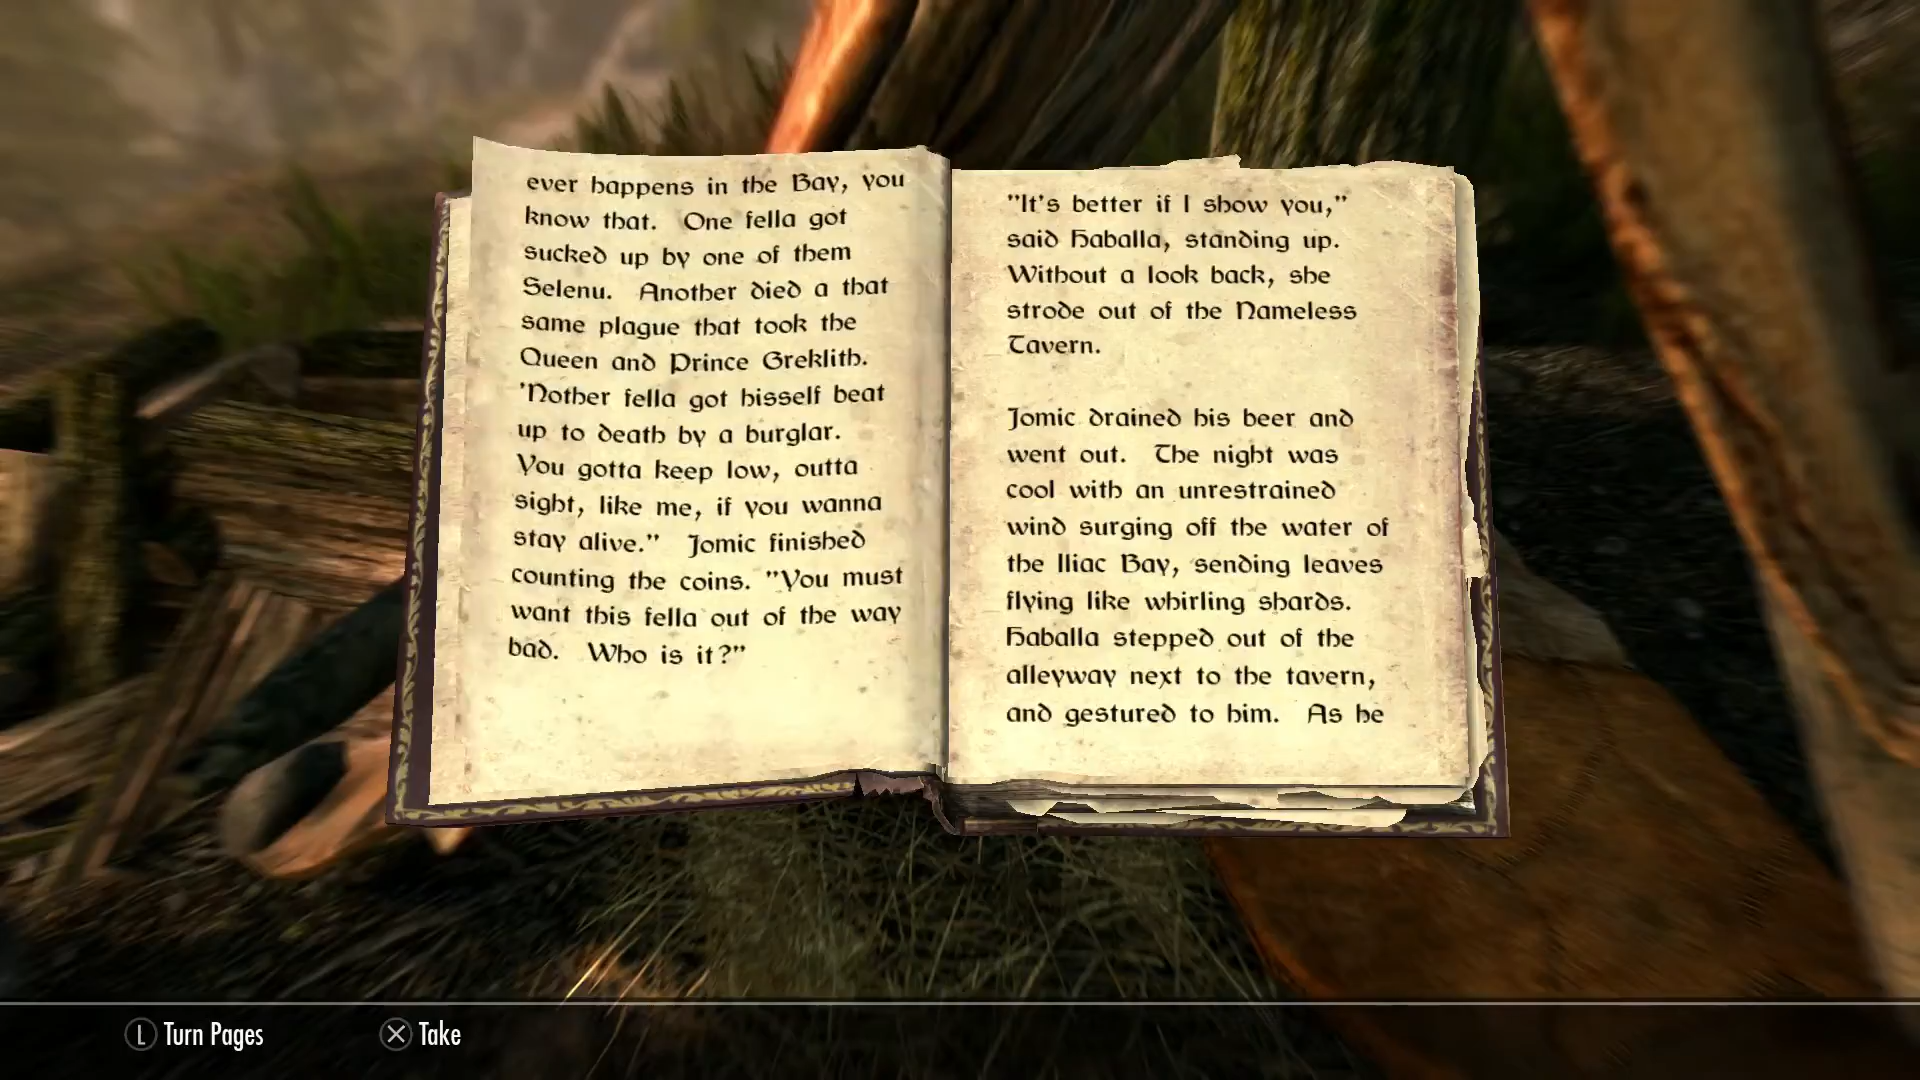 ever happens in the Bay, you
know that.  One fella got
sucked up by one of them
Selenu.  Another died a that
same plague that took the
Queen and Prince Greklith.
'Nother fella got hisself beat
up to death by a burglar.
You gotta keep low, outta
sight, like me, if you wanna
stay alive."  Jomic finished
counting the coins. "You must
want this fella out of the way
bad.  Who is it?"
"It's better if I show you,"
said Haballa, standing up.
Without a look back, she
strode out of the Nameless
Tavern.
Jomic drained his beer and
went out.  The night was
cool with an unrestrained
wind surging off the water of
the Iliac Bay, sending leaves
flying like whirling shards.
Haballa stepped out of the
alleyway next to the tavern,
and gestured to him.  As he
L Turn Pages
X Take